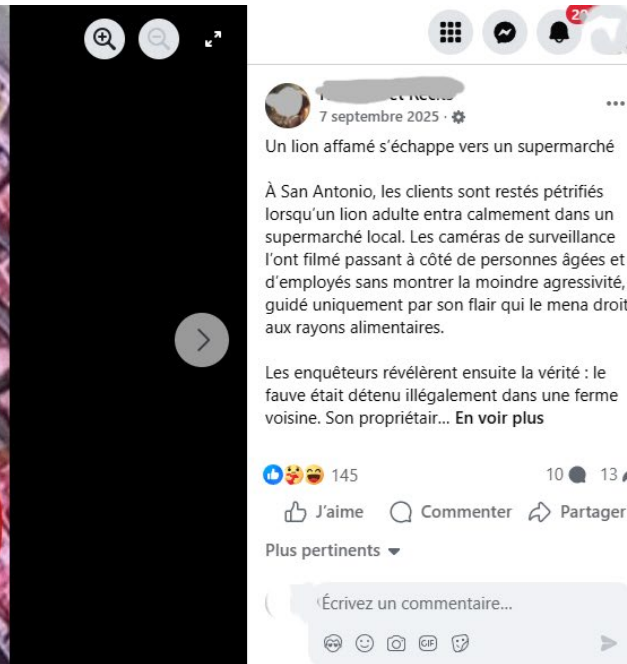 20
7 septembre 2025 ·
Un lion affamé s'échappe vers un supermarché
À San Antonio, les clients sont restés pétrifiés
lorsqu'un lion adulte entra calmement dans un
supermarché local. Les caméras de surveillance
l'ont filmé passant à côté de personnes âgées et
d'employés sans montrer la moindre agressivité,
guidé uniquement par son flair qui le mena droit
aux rayons alimentaires.
Les enquêteurs révélèrent ensuite la vérité : le
fauve était détenu illégalement dans une ferme
voisine. Son propriétair... En voir plus
145 10 13
J'aime Commenter Partager
Plus pertinents
Écrivez un commentaire...
GIF